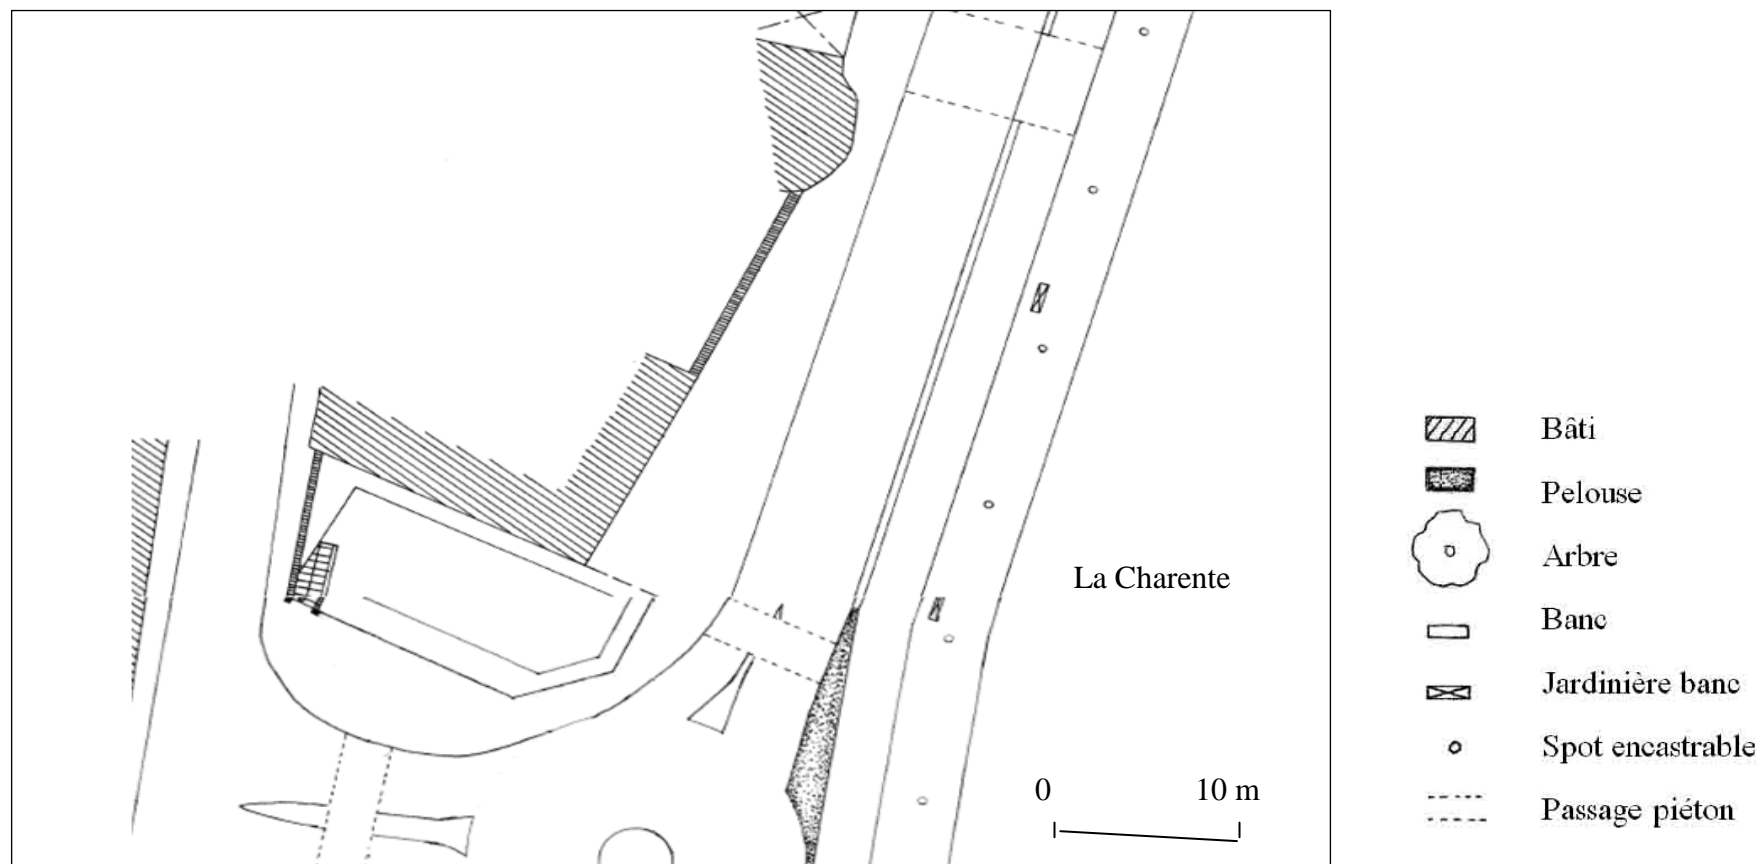 La Charente
0 10 m
Bâti
Pelouse
Arbre
Banc
Jardinière banc
Spot encastrable
Passage piéton